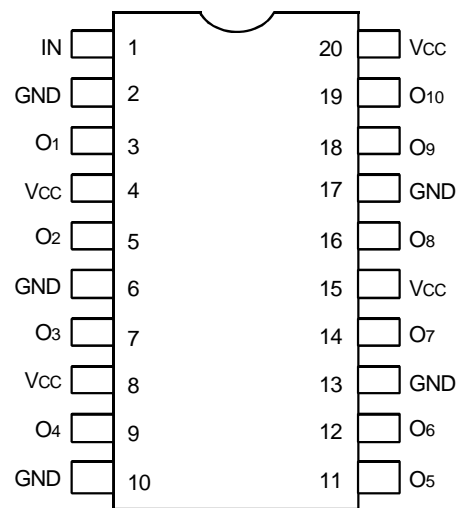 IN 1 20 VCC
GND 2 19 O10
O1 3 18 O9
VCC 4 17 GND
O2 5 16 O8
GND 6 15 VCC
O3 7 14 O7
VCC 8 13 GND
O4 9 12 O6
GND 10 11 O5